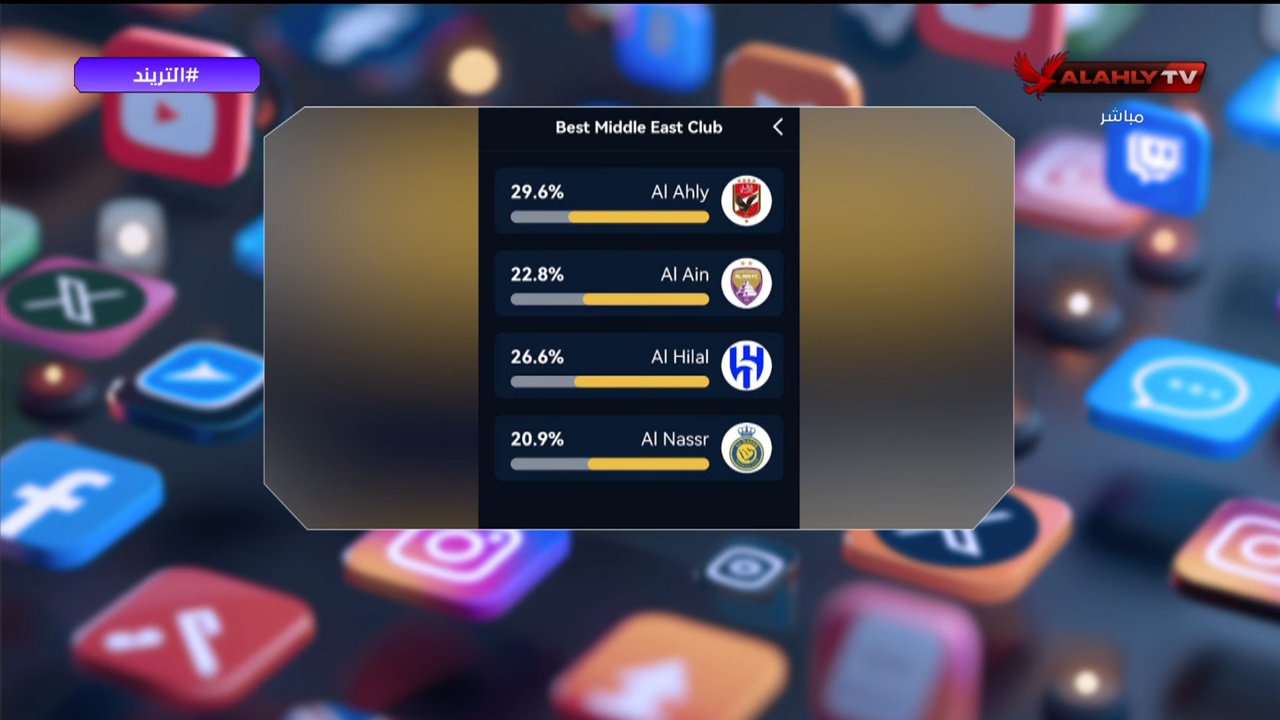 #التريند
ALAHLY TV
مباشر
Best Middle East Club
29.6% Al Ahly
22.8% Al Ain
26.6% Al Hilal
20.9% Al Nassr